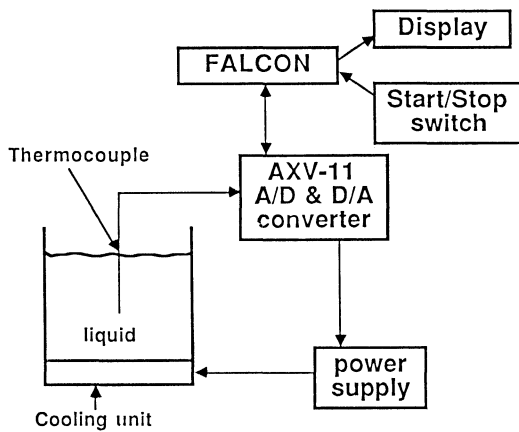 Display
FALCON
Start/Stop
switch
Thermocouple
AXV-11
A/D & D/A
converter
liquid
power
supply
Cooling unit